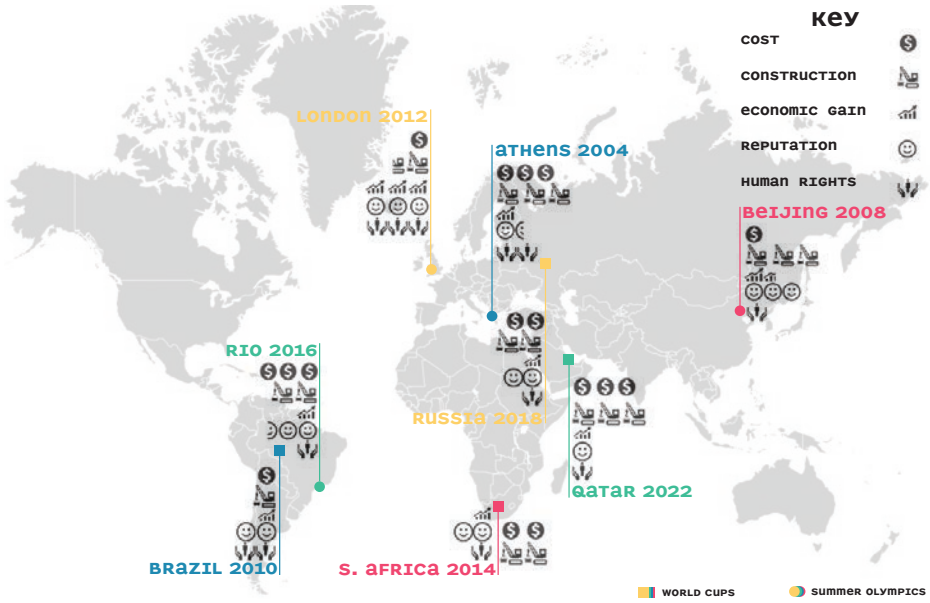 Key
COST
CONSTRUCTION
ECONOMIC GAIN
REPUTATION
HUMAN RIGHTS
LONDON 2012
ATHENS 2004
BEIJING 2008
RIO 2016
RUSSIA 2018
QATAR 2022
BRAZIL 2010
S. AFRICA 2014
WORLD CUPS
SUMMER OLYMPICS